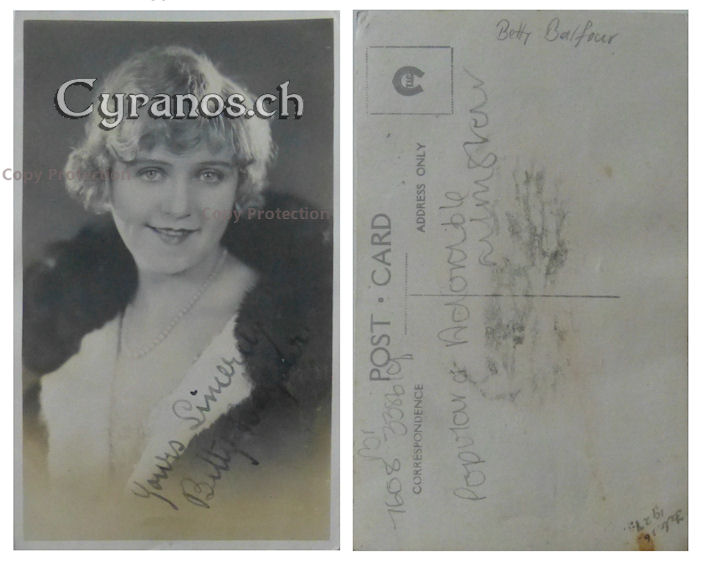 Cyranos.ch
Copy Protection
Copy Protection
Yours Sincerely
Betty Balfour
Betty Balfour
POST · CARD
CORRESPONDENCE
ADDRESS ONLY
Popular & Adorable
filmstar